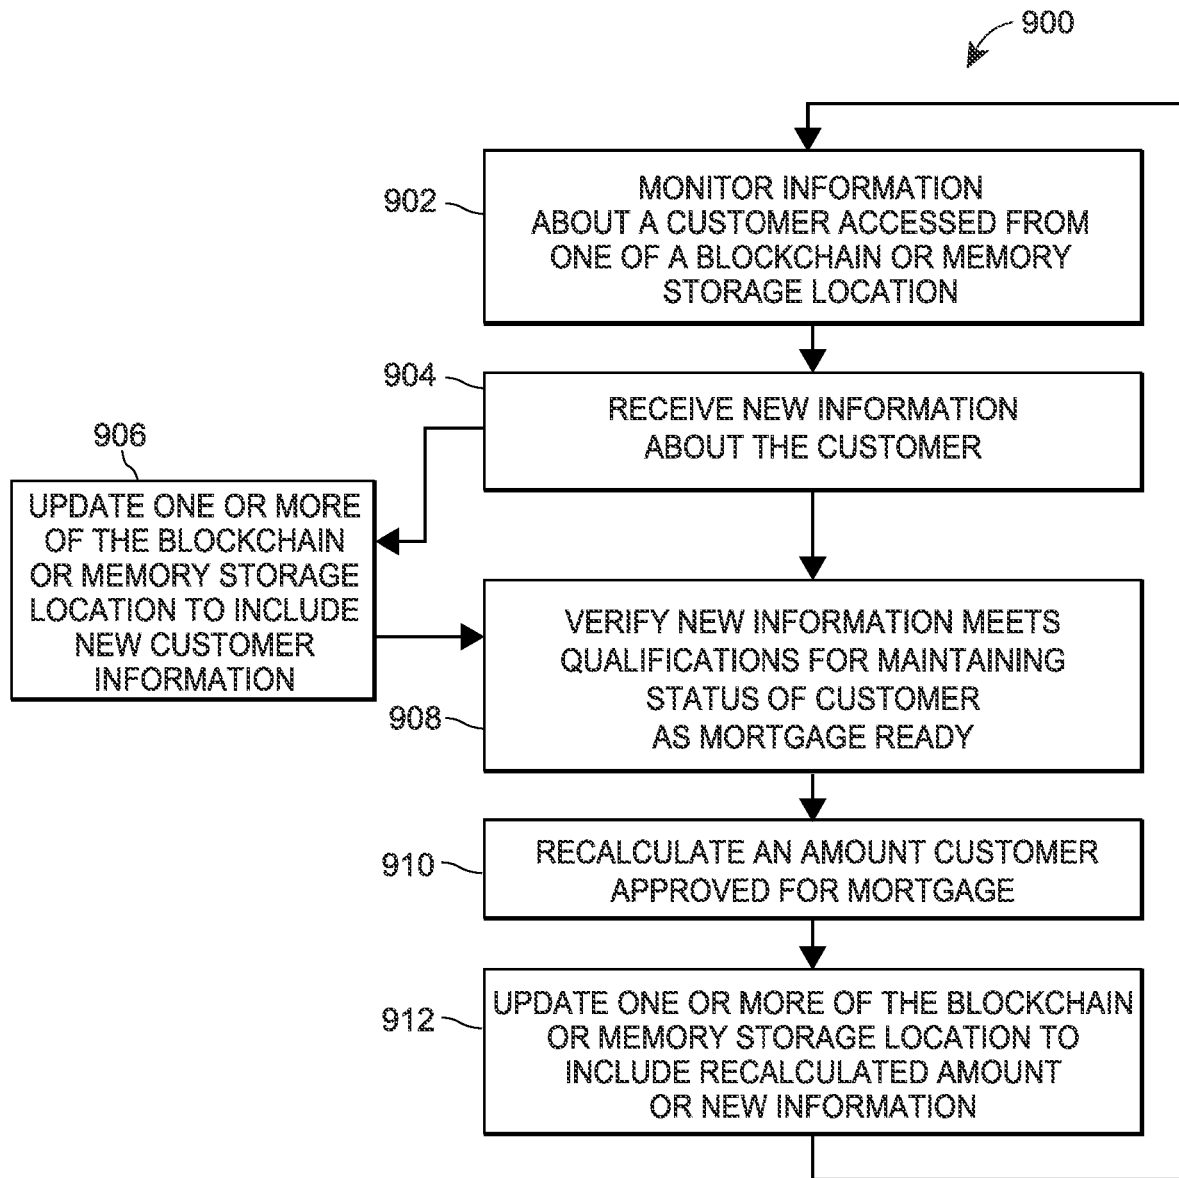 900
902
MONITOR INFORMATION
ABOUT A CUSTOMER ACCESSED FROM
ONE OF A BLOCKCHAIN OR MEMORY
STORAGE LOCATION
904
RECEIVE NEW INFORMATION
ABOUT THE CUSTOMER
906
UPDATE ONE OR MORE
OF THE BLOCKCHAIN
OR MEMORY STORAGE
LOCATION TO INCLUDE
NEW CUSTOMER
INFORMATION
908
VERIFY NEW INFORMATION MEETS
QUALIFICATIONS FOR MAINTAINING
STATUS OF CUSTOMER
AS MORTGAGE READY
910
RECALCULATE AN AMOUNT CUSTOMER
APPROVED FOR MORTGAGE
912
UPDATE ONE OR MORE OF THE BLOCKCHAIN
OR MEMORY STORAGE LOCATION TO
INCLUDE RECALCULATED AMOUNT
OR NEW INFORMATION